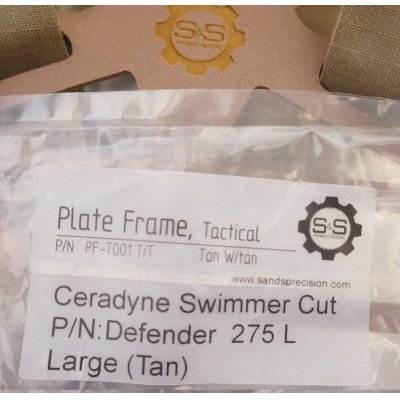 S&S
PRECISION
Plate Frame, Tactical
P/N: PF-T001 T/T Tan W/tan
S&S
PRECISION
www.sandsprecision.com
Ceradyne Swimmer Cut
P/N:Defender 275 L
Large (Tan)